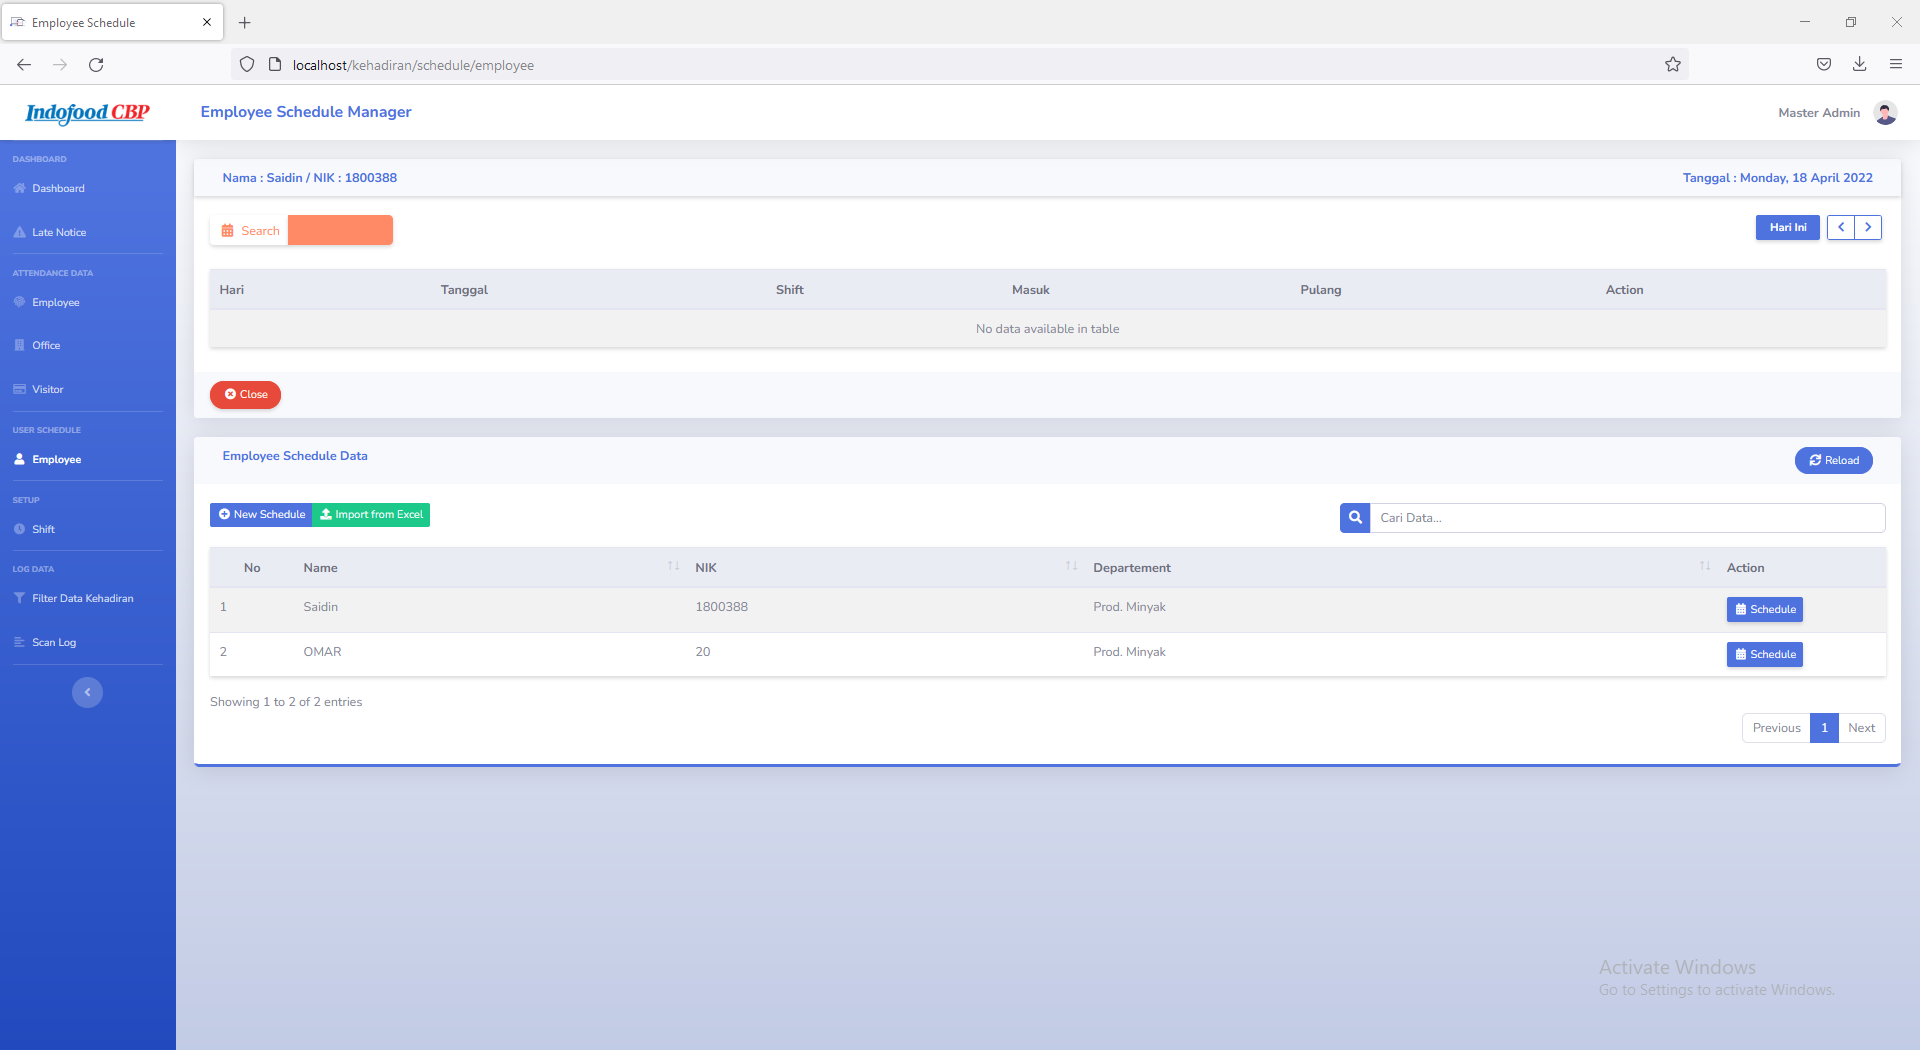 Employee Schedule
localhost/kehadiran/schedule/employee
Indofood CBP
Employee Schedule Manager
Master Admin
DASHBOARD
Dashboard
Late Notice
ATTENDANCE DATA
Employee
Office
Visitor
USER SCHEDULE
Employee
SETUP
Shift
LOG DATA
Filter Data Kehadiran
Scan Log
Nama : Saidin / NIK : 1800388
Tanggal : Monday, 18 April 2022
Search
Hari Ini
Hari Tanggal Shift Masuk Pulang Action
No data available in table
Close
Employee Schedule Data
Reload
New Schedule Import from Excel
Cari Data...
No Name NIK Departement Action
1 Saidin 1800388 Prod. Minyak Schedule
2 OMAR 20 Prod. Minyak Schedule
Showing 1 to 2 of 2 entries
Previous 1 Next
Activate Windows
Go to Settings to activate Windows.